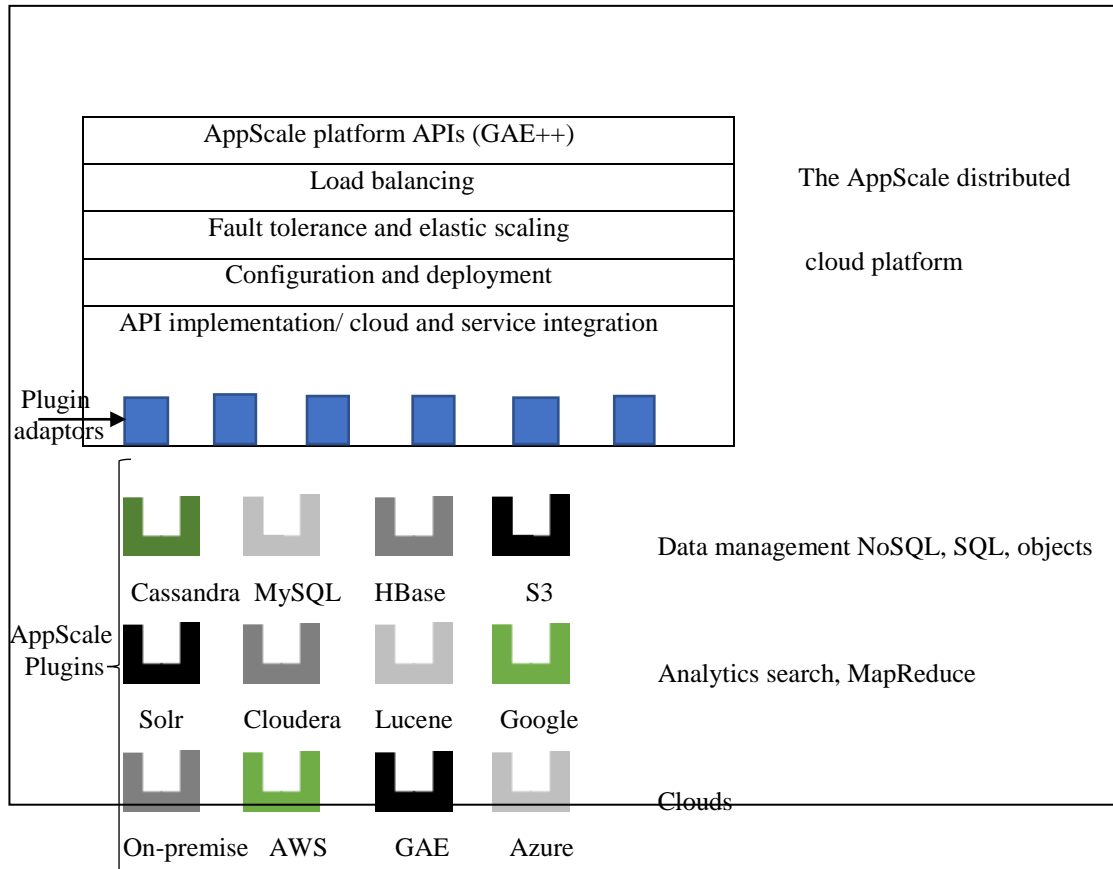 AppScale platform APIs (GAE++)
Load balancing
The AppScale distributed
Fault tolerance and elastic scaling
cloud platform
Configuration and deployment
API implementation/ cloud and service integration
Plugin
adaptors
Data management NoSQL, SQL, objects
Cassandra MySQL HBase S3
AppScale
Plugins
Analytics search, MapReduce
Solr Cloudera Lucene Google
Clouds
On-premise AWS GAE Azure